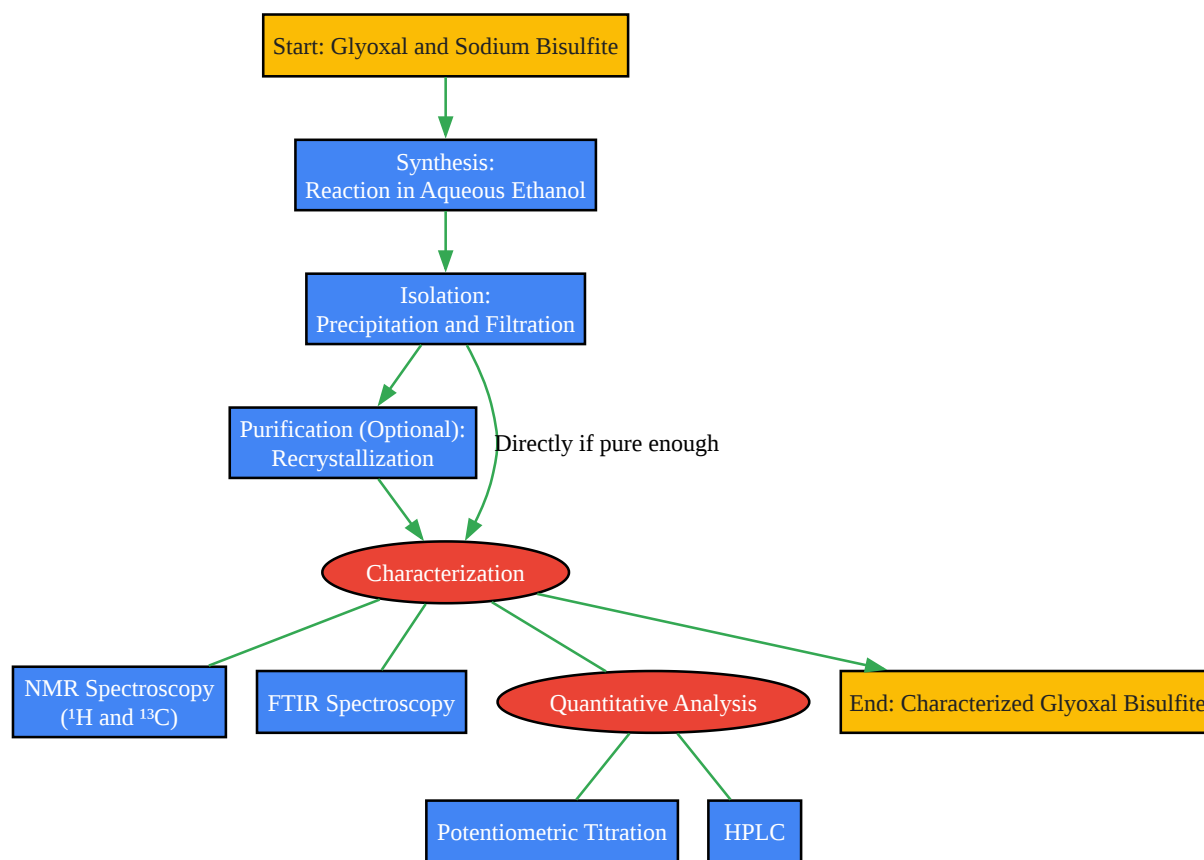 Start: Glyoxal and Sodium Bisulfite
Synthesis:
Reaction in Aqueous Ethanol
Isolation:
Precipitation and Filtration
Purification (Optional):
Recrystallization
Directly if pure enough
Characterization
NMR Spectroscopy
(¹H and ¹³C)
FTIR Spectroscopy
Quantitative Analysis
End: Characterized Glyoxal Bisulfite
Potentiometric Titration
HPLC